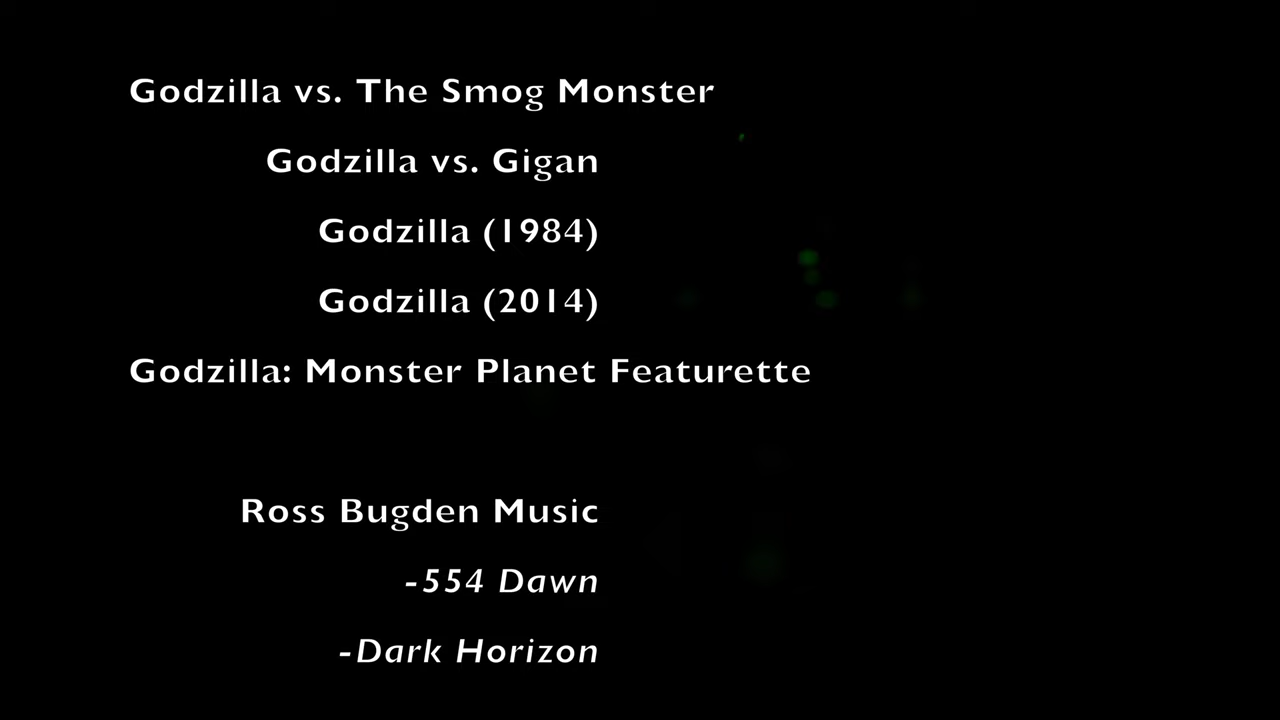 Godzilla vs. The Smog Monster
Godzilla vs. Gigan
Godzilla (1984)
Godzilla (2014)
Godzilla: Monster Planet Featurette
Ross Bugden Music
-554 Dawn
-Dark Horizon